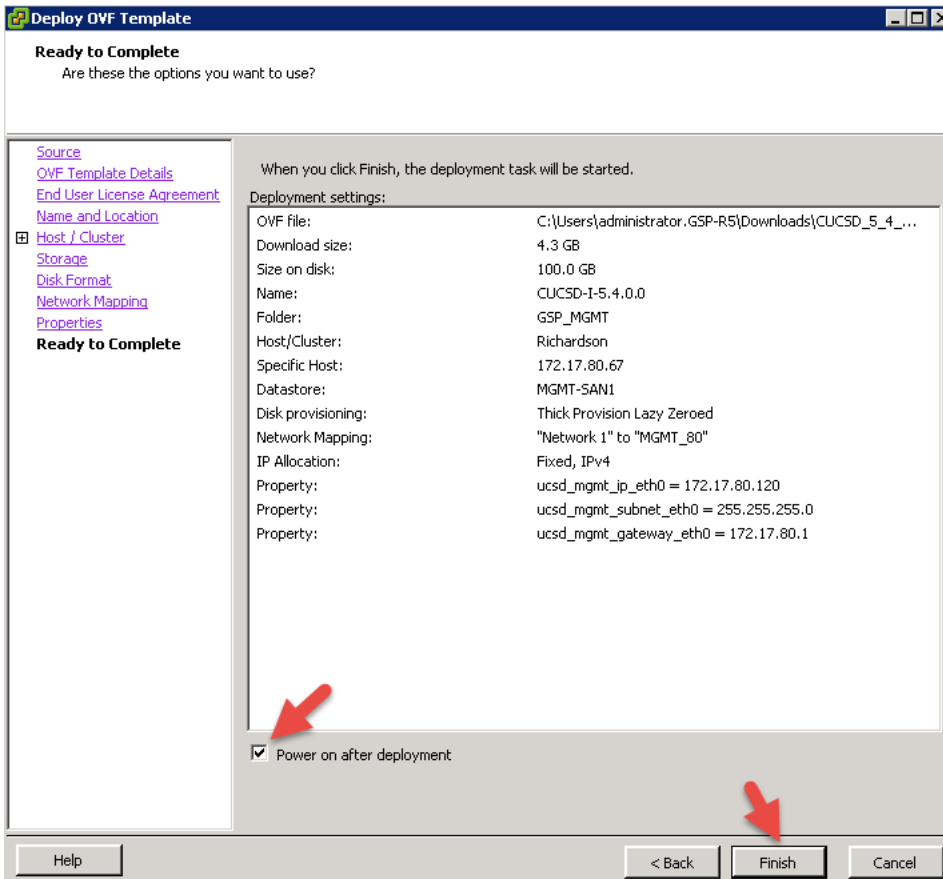 Deploy OVF Template
Ready to Complete
Are these the options you want to use?
Source
OVF Template Details
End User License Agreement
Name and Location
Host / Cluster
Storage
Disk Format
Network Mapping
Properties
Ready to Complete
When you click Finish, the deployment task will be started.
Deployment settings:
OVF file: C:\Users\administrator.GSP-R5\Downloads\CUCSD_5_4_...
Download size: 4.3 GB
Size on disk: 100.0 GB
Name: CUCSD-I-5.4.0.0
Folder: GSP_MGMT
Host/Cluster: Richardson
Specific Host: 172.17.80.67
Datastore: MGMT-SAN1
Disk provisioning: Thick Provision Lazy Zeroed
Network Mapping: "Network 1" to "MGMT_80"
IP Allocation: Fixed, IPv4
Property: ucsd_mgmt_ip_eth0 = 172.17.80.120
Property: ucsd_mgmt_subnet_eth0 = 255.255.255.0
Property: ucsd_mgmt_gateway_eth0 = 172.17.80.1
Power on after deployment
Help
< Back
Finish
Cancel